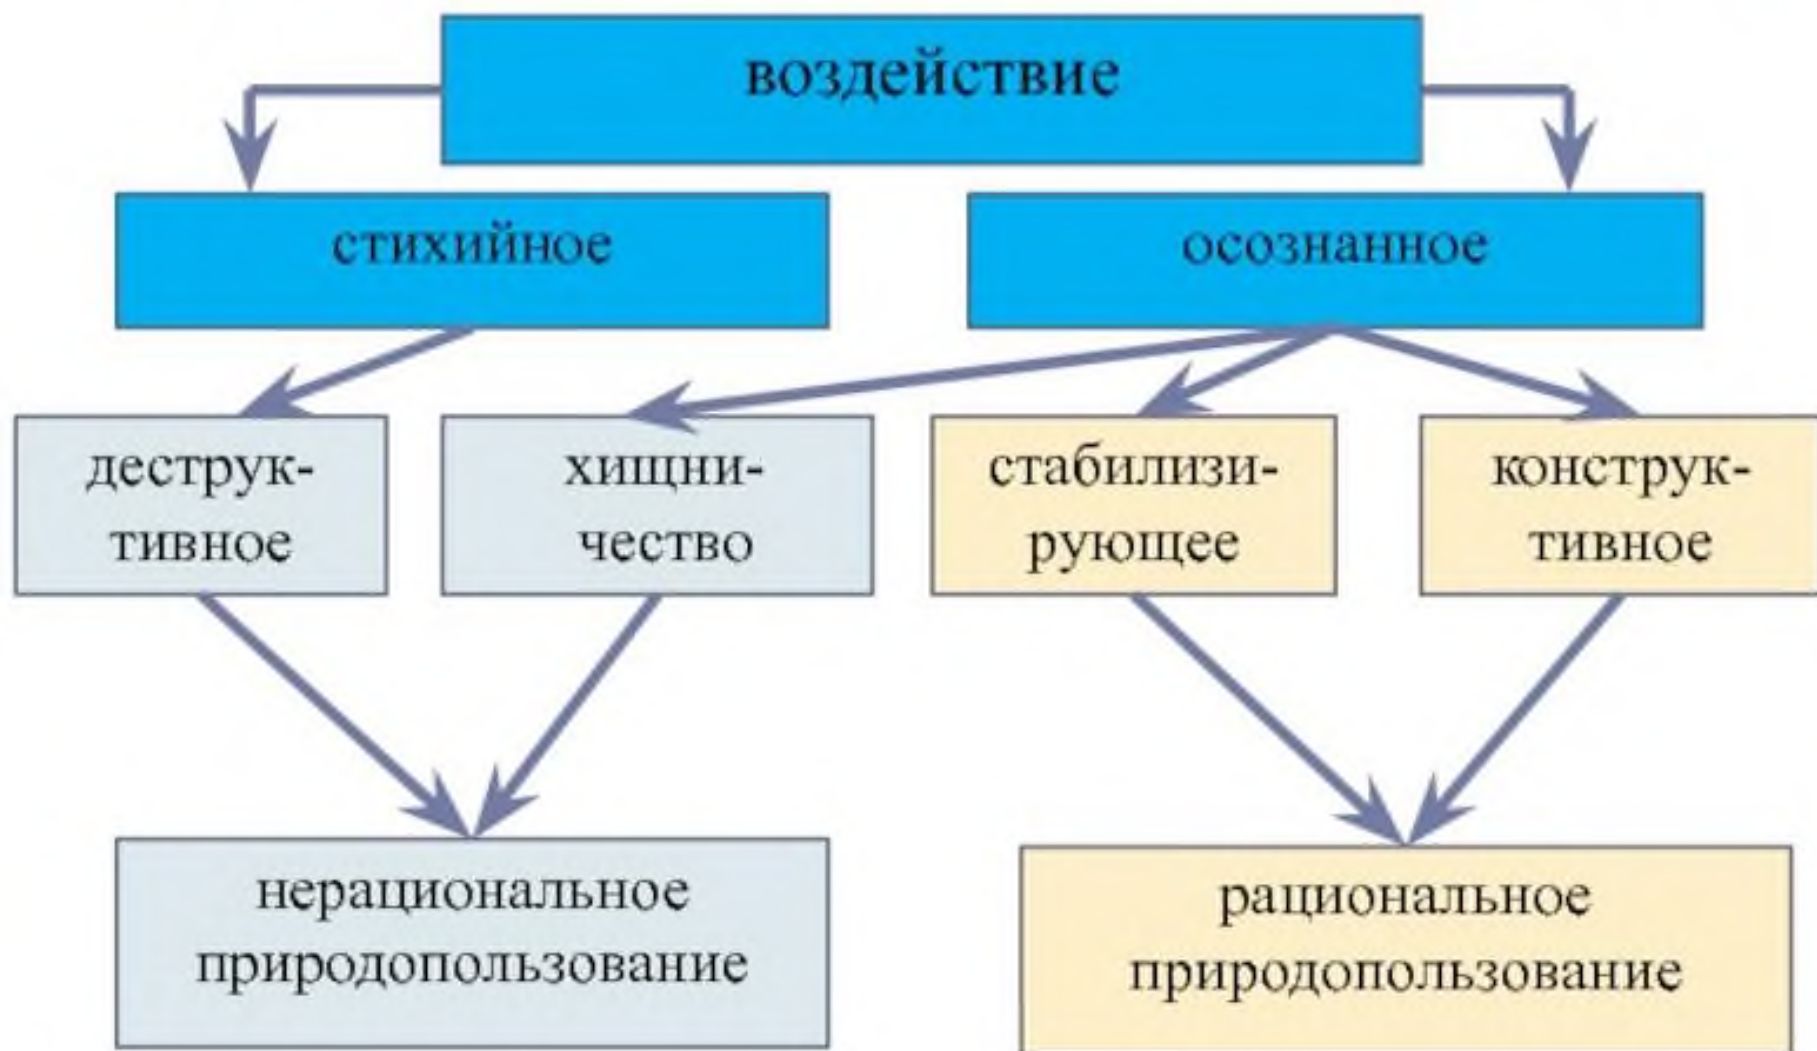 воздействие
стихийное
осознанное
деструк-
тивное
хищни-
чество
стабилизи-
рующее
конструк-
тивное
нерациональное
природопользование
рациональное
природопользование